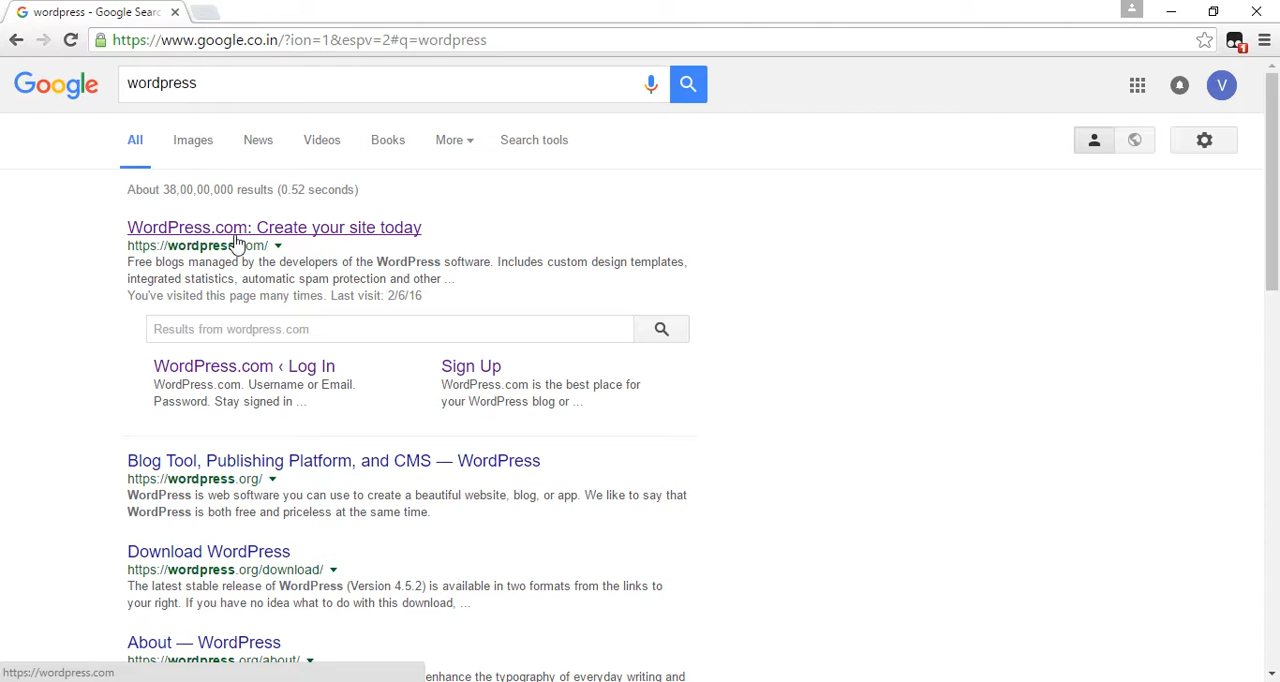 wordpress - Google Searc
https://www.google.co.in/?ion=1&espv=2#q=wordpress
Google
wordpress
V
All Images News Videos Books More Search tools
About 38,00,00,000 results (0.52 seconds)
WordPress.com: Create your site today
https://wordpress.com/
Free blogs managed by the developers of the WordPress software. Includes custom design templates,
integrated statistics, automatic spam protection and other ...
You've visited this page many times. Last visit: 2/6/16
Results from wordpress.com
WordPress.com ‹ Log In
WordPress.com. Username or Email.
Password. Stay signed in ...
Sign Up
WordPress.com is the best place for
your WordPress blog or ...
Blog Tool, Publishing Platform, and CMS — WordPress
https://wordpress.org/
WordPress is web software you can use to create a beautiful website, blog, or app. We like to say that
WordPress is both free and priceless at the same time.
Download WordPress
https://wordpress.org/download/
The latest stable release of WordPress (Version 4.5.2) is available in two formats from the links to
your right. If you have no idea what to do with this download, ...
About — WordPress
https://wordpress.org/about/
enhance the typography of everyday writing and
https://wordpress.com